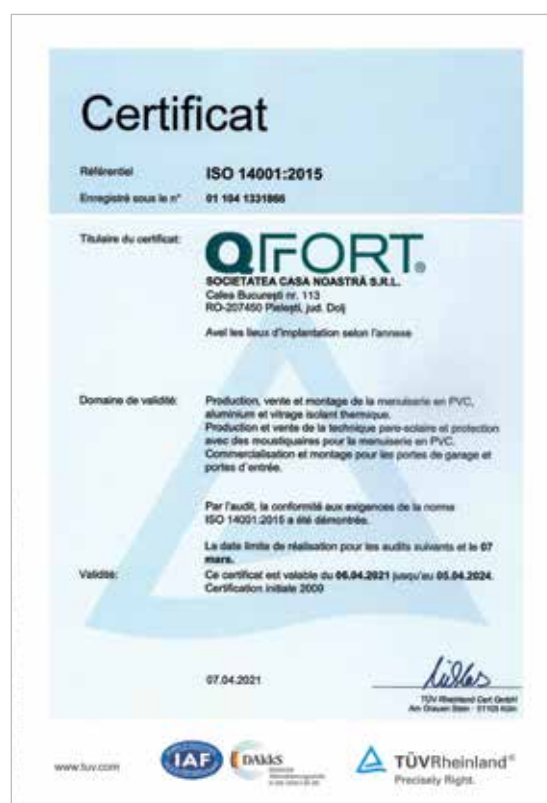 Certificat
Référentiel ISO 14001:2015
Enregistré sous le n° 01 104 1331866
Titulaire du certificat: QFORT®
SOCIETATEA CASA NOASTRĂ S.R.L.
Calea București nr. 113
RO-207450 Pielești, jud. Dolj
Avel les lieux d'implantation selon l'annexe
Domaine de validité: Production, vente et montage de la menuiserie en PVC,
aluminium et vitrage isolant thermique.
Production et vente de la technique pare-solaire et protection
avec des moustiquaires pour la menuiserie en PVC.
Commercialisation et montage pour les portes de garage et
portes d'entrée.
Par l'audit, la conformité aux exigences de la norme
ISO 14001:2015 a été démontrée.
La date limite de réalisation pour les audits suivants et le 07
mars.
Validité: Ce certificat est valable du 06.04.2021 jusqu'au 05.04.2024.
Certification initiale 2009
07.04.2021
TÜV Rheinland Cert GmbH
Am Grauen Stein · 51105 Köln
www.tuv.com
IAF
DAkkS
TÜVRheinland®
Precisely Right.